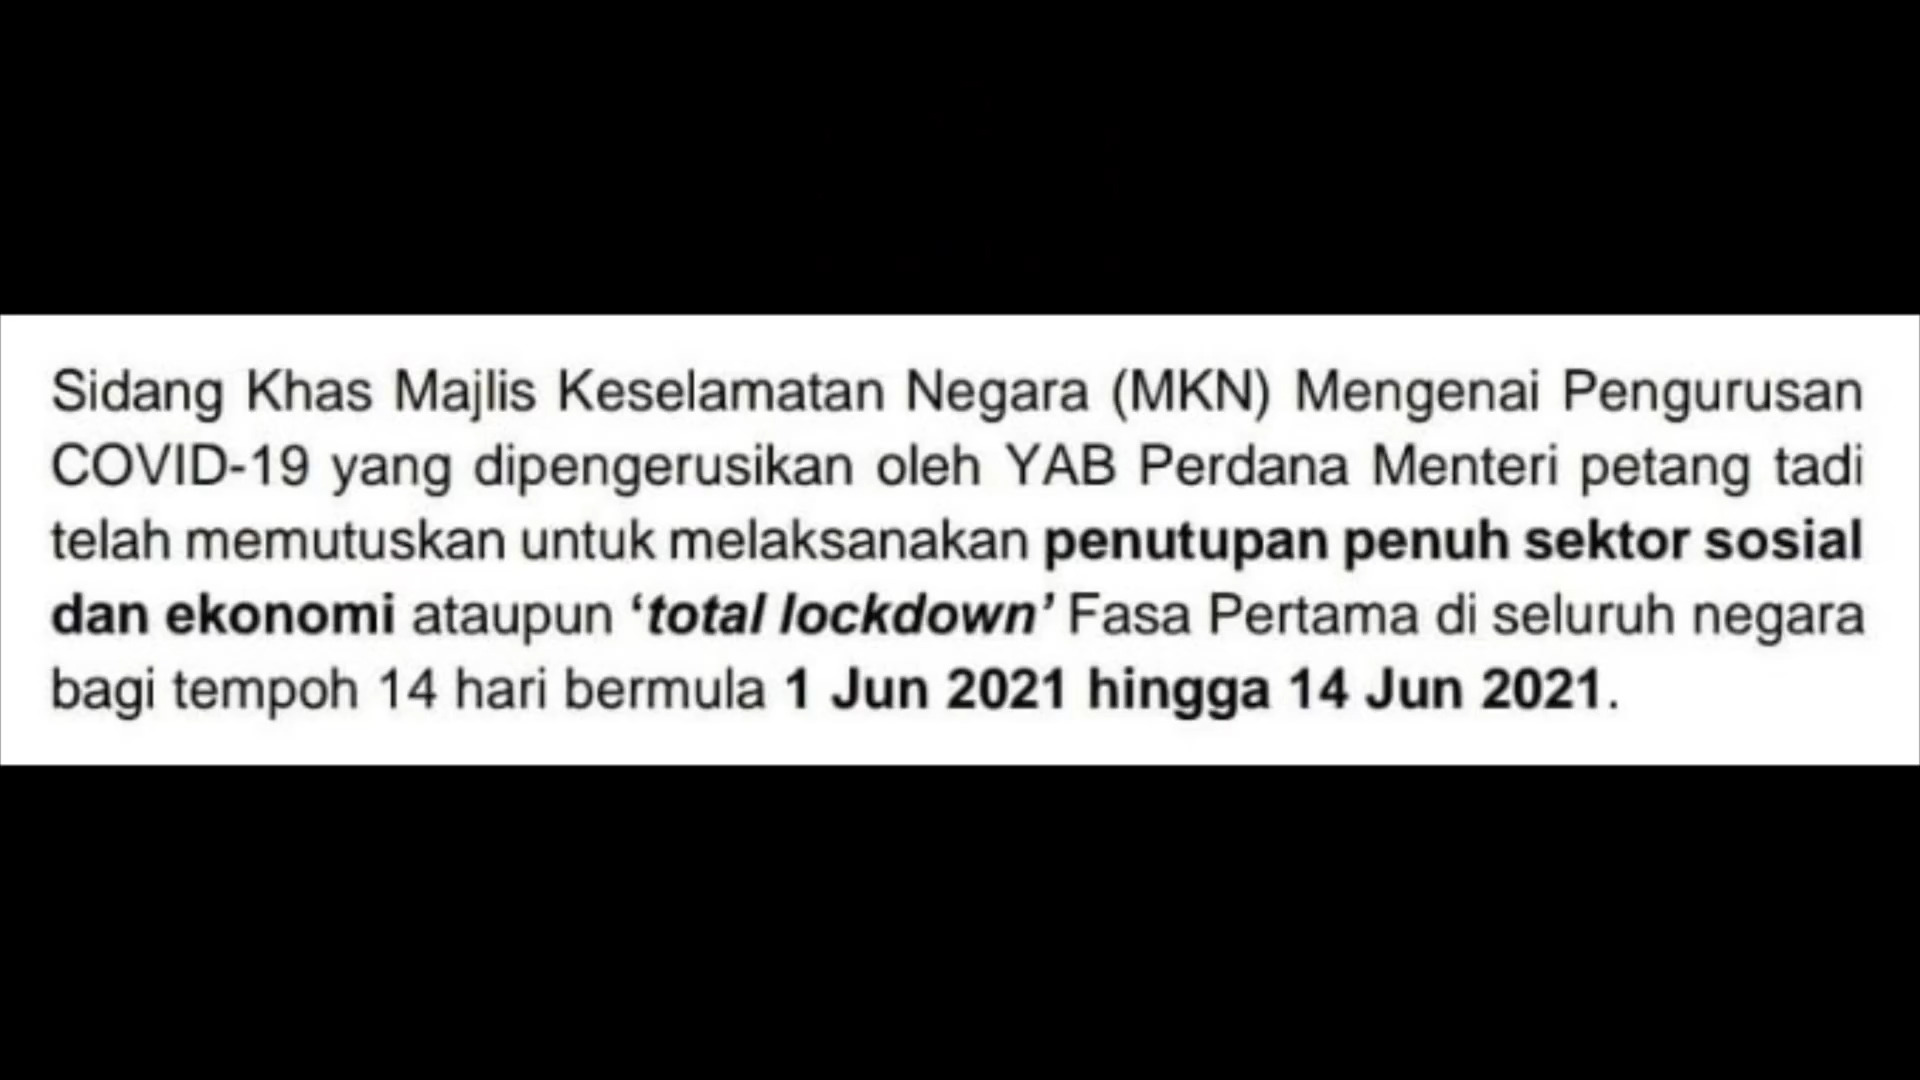 Sidang Khas Majlis Keselamatan Negara (MKN) Mengenai Pengurusan
COVID-19 yang dipengerusikan oleh YAB Perdana Menteri petang tadi
telah memutuskan untuk melaksanakan penutupan penuh sektor sosial
dan ekonomi ataupun ‘total lockdown’ Fasa Pertama di seluruh negara
bagi tempoh 14 hari bermula 1 Jun 2021 hingga 14 Jun 2021.